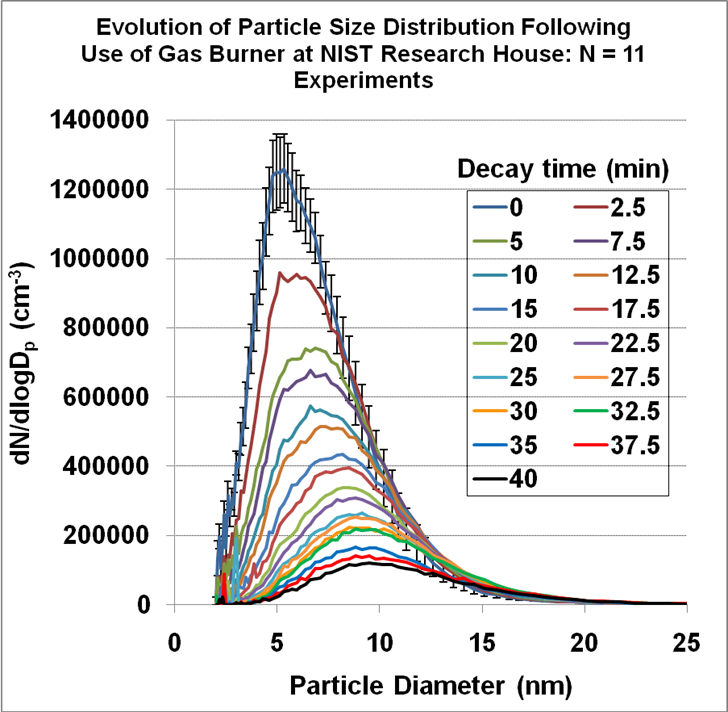 Evolution of Particle Size Distribution Following
Use of Gas Burner at NIST Research House: N = 11
Experiments
1400000
1200000
1000000
800000
600000
400000
200000
0
dN/dlogDp (cm-3)
Decay time (min)
0 2.5
5 7.5
10 12.5
15 17.5
20 22.5
25 27.5
30 32.5
35 37.5
40
0 5 10 15 20 25
Particle Diameter (nm)